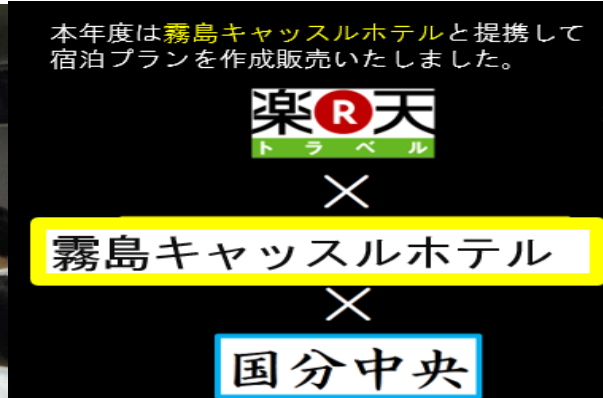 本年度は霧島キャッスルホテルと提携して
宿泊プランを作成販売いたしました。
楽R天
トラベル
×
霧島キャッスルホテル
×
国分中央